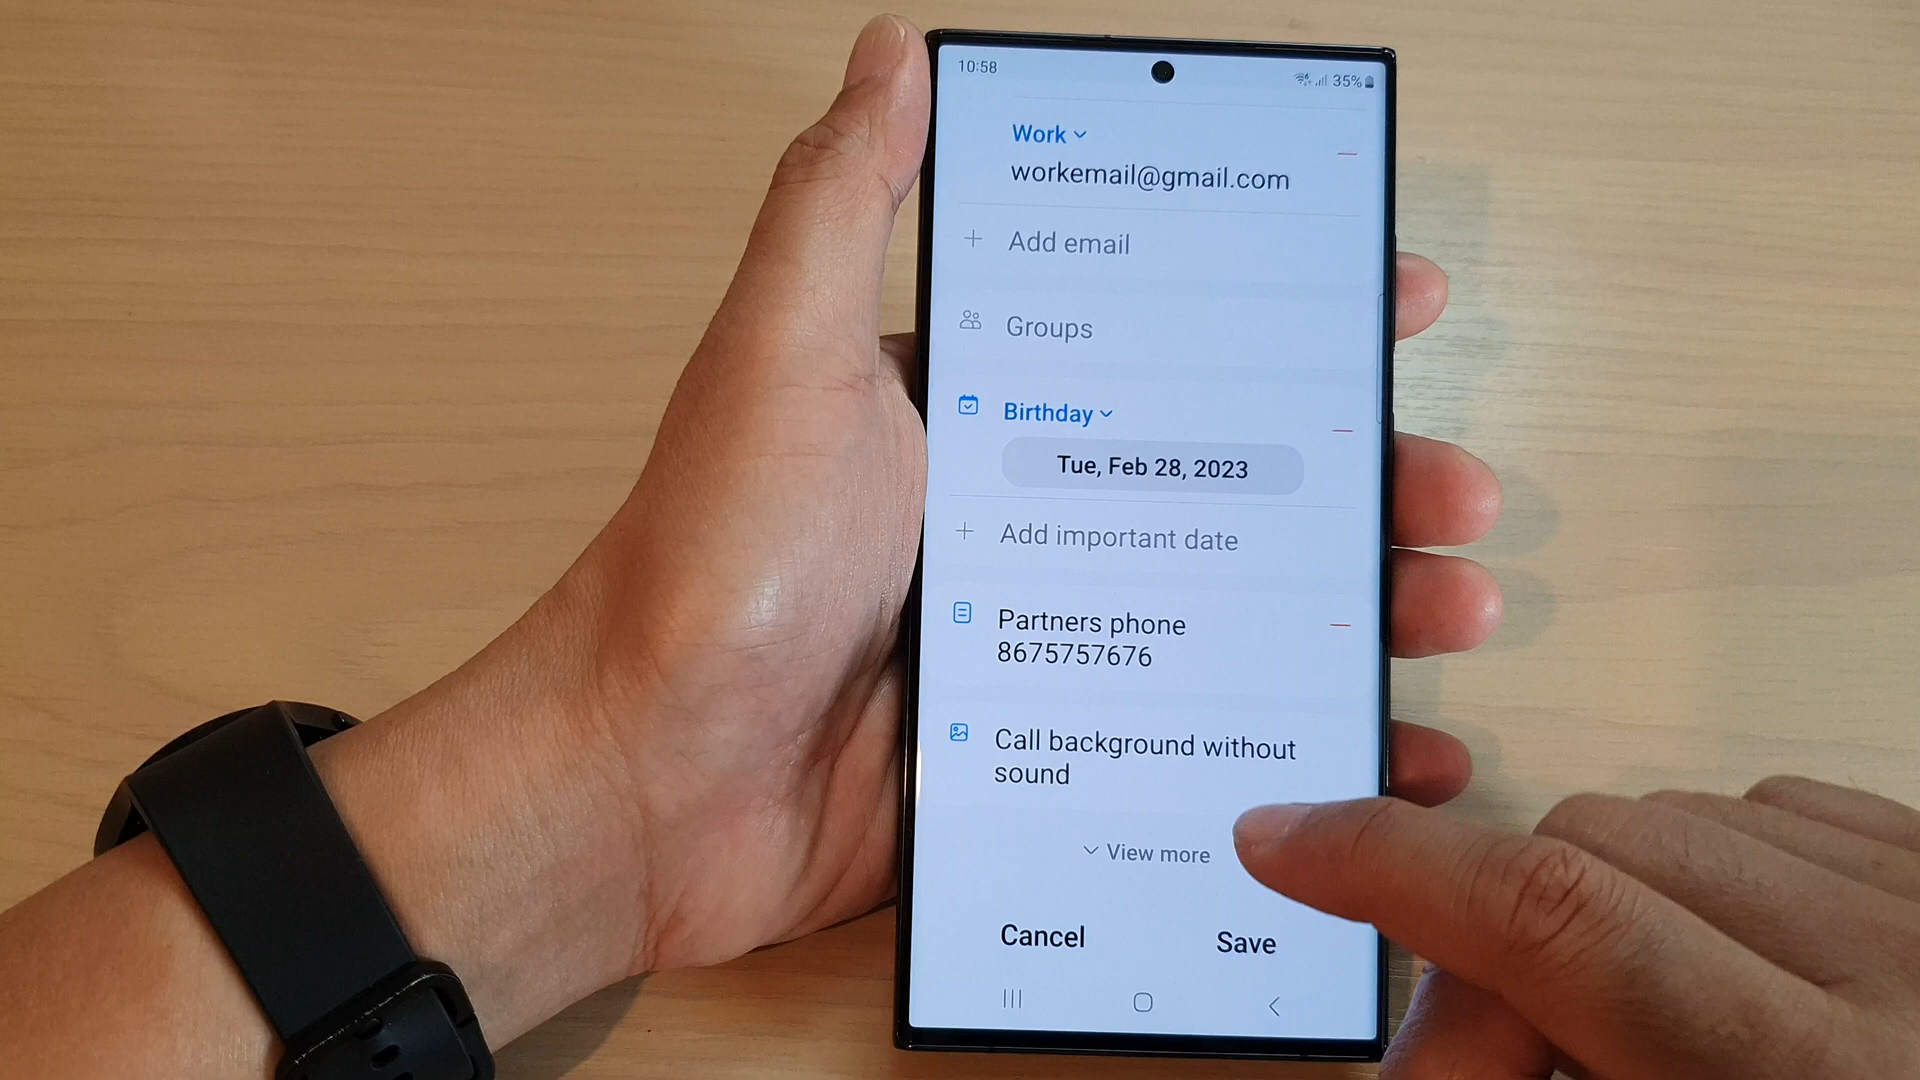 10:58
35%
Work
workemail@gmail.com
Add email
Groups
Birthday
Tue, Feb 28, 2023
Add important date
Partners phone
8675757676
Call background without
sound
View more
Cancel
Save